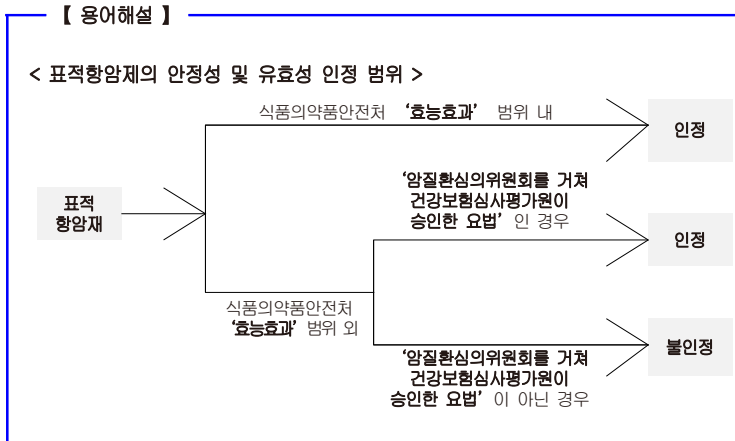 【 용어해설 】
< 표적항암제의 안정성 및 유효성 인정 범위 >
식품의약품안전처 ‘효능효과’ 범위 내
인정
‘암질환심의위원회를 거쳐
건강보험심사평가원이
승인한 요법’ 인 경우
표적
항암재
인정
식품의약품안전처
‘효능효과’ 범위 외
불인정
‘암질환심의위원회를 거쳐
건강보험심사평가원이
승인한 요법’ 이 아닌 경우